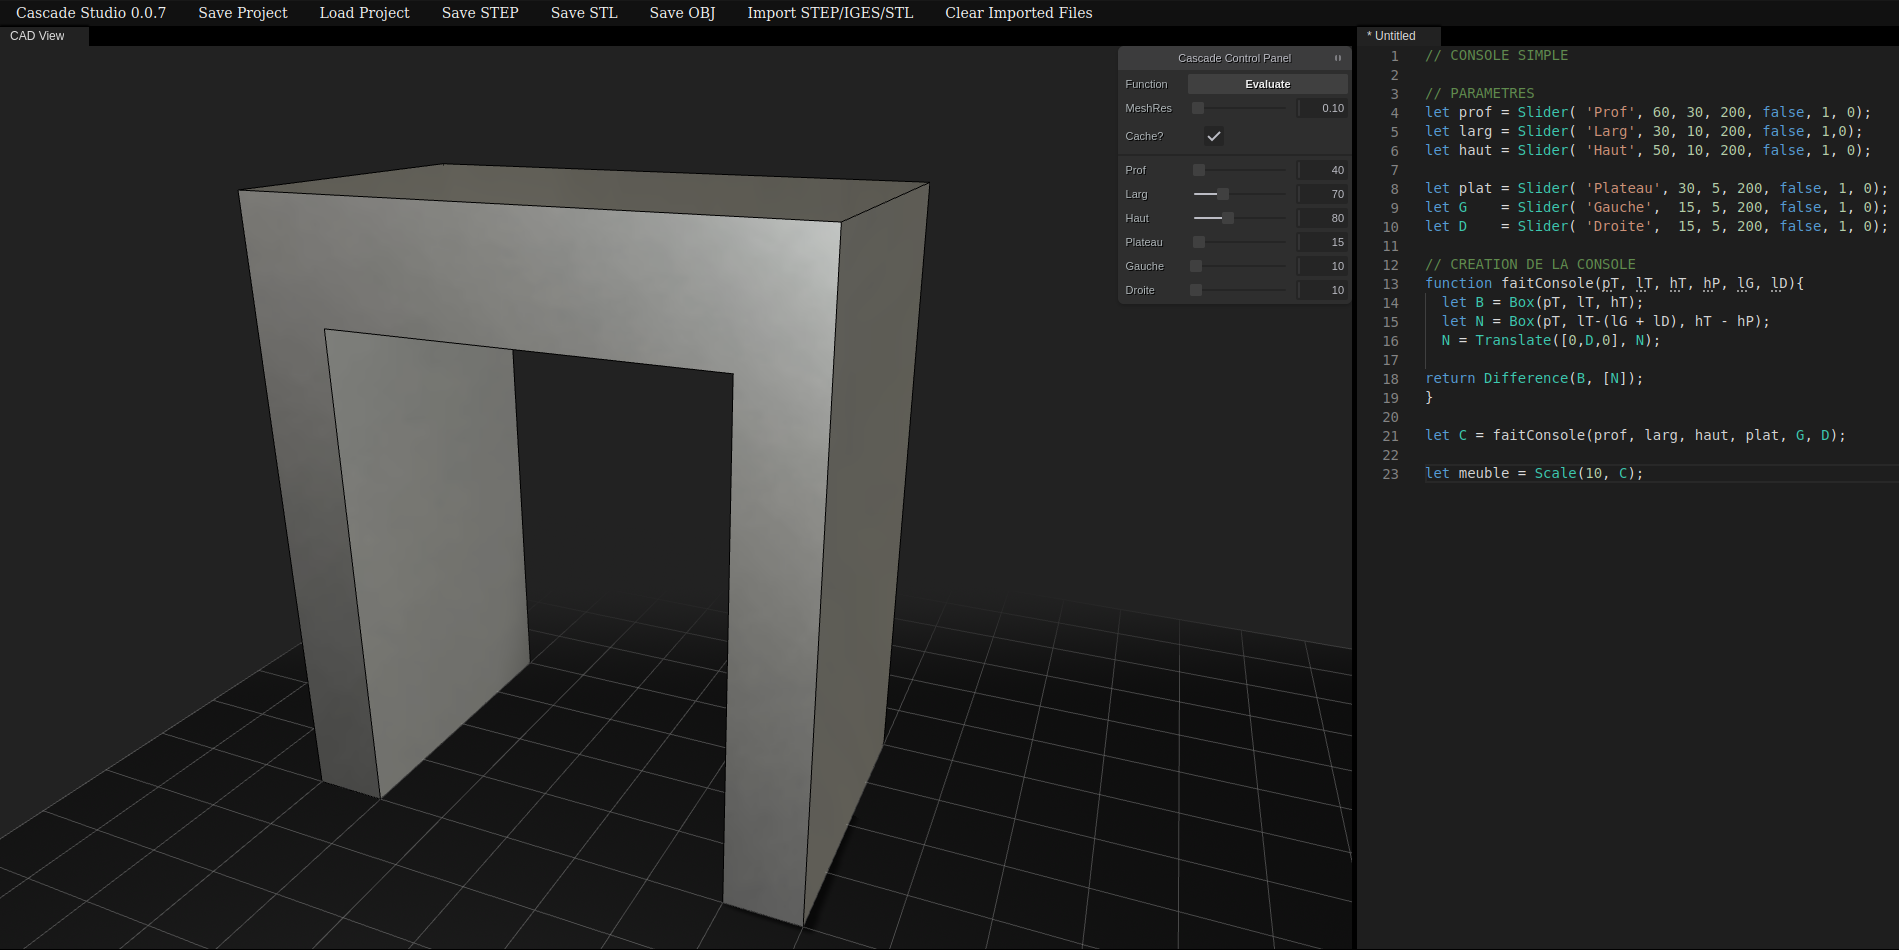 Cascade Studio 0.0.7 Save Project Load Project Save STEP Save STL Save OBJ Import STEP/IGES/STL Clear Imported Files
CAD View
Cascade Control Panel
Function Evaluate
MeshRes 0.10
Cache?
Prof 40
Larg 70
Haut 80
Plateau 15
Gauche 10
Droite 10
* Untitled
1 // CONSOLE SIMPLE
2
3 // PARAMETRES
4 let prof = Slider( 'Prof', 60, 30, 200, false, 1, 0);
5 let larg = Slider( 'Larg', 30, 10, 200, false, 1,0);
6 let haut = Slider( 'Haut', 50, 10, 200, false, 1, 0);
7
8 let plat = Slider( 'Plateau', 30, 5, 200, false, 1, 0);
9 let G    = Slider( 'Gauche',  15, 5, 200, false, 1, 0);
10 let D    = Slider( 'Droite',  15, 5, 200, false, 1, 0);
11
12 // CREATION DE LA CONSOLE
13 function faitConsole(pT, lT, hT, hP, lG, lD){
14   let B = Box(pT, lT, hT);
15   let N = Box(pT, lT-(lG + lD), hT - hP);
16   N = Translate([0,D,0], N);
17
18 return Difference(B, [N]);
19 }
20
21 let C = faitConsole(prof, larg, haut, plat, G, D);
22
23 let meuble = Scale(10, C);